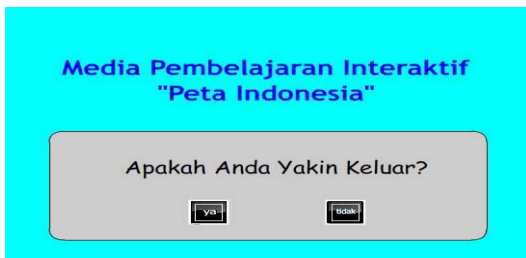 Media Pembelajaran Interaktif
"Peta Indonesia"
Apakah Anda Yakin Keluar?
ya tidak